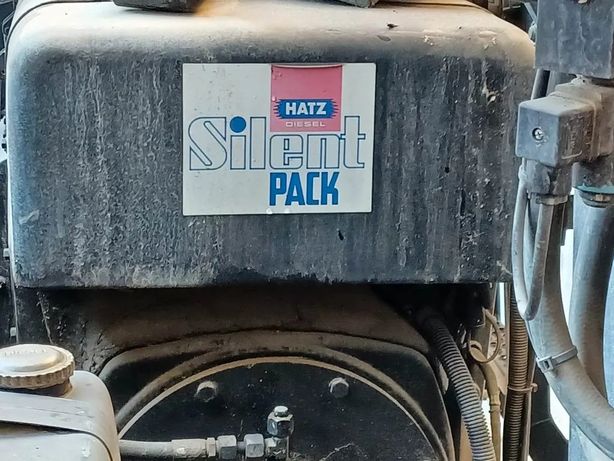 HATZ
DIESEL
Silent
PACK